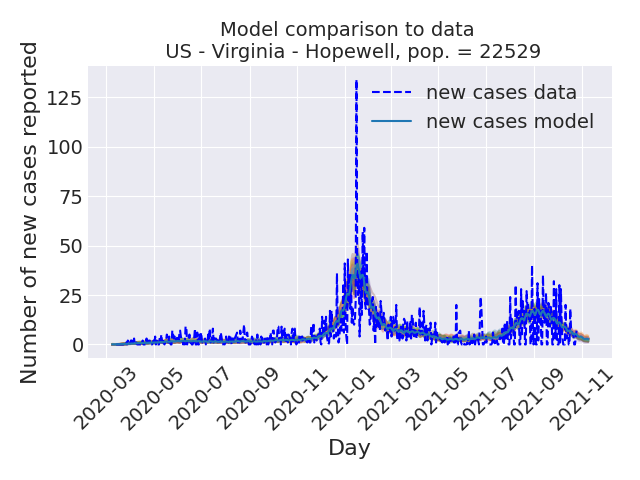 Model comparison to data
US - Virginia - Hopewell, pop. = 22529
Number of new cases reported
125
100
75
50
25
0
new cases data
new cases model
2020-03
2020-05
2020-07
2020-09
2020-11
2021-01
2021-03
2021-05
2021-07
2021-09
2021-11
Day